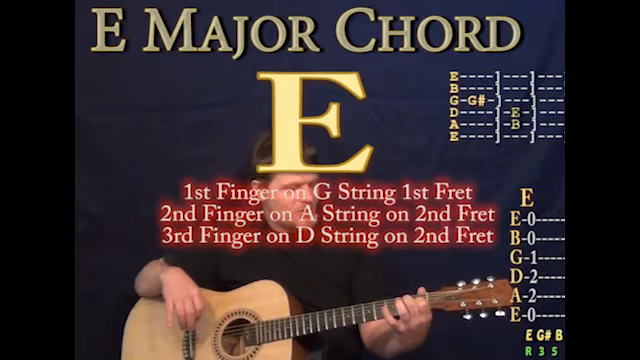 E Major Chord
E
E----]----]---
B----]----]---
G-G#-]----]---
D----]--E-]---
A----]--B-]---
E----]----]---
1st Finger on G String 1st Fret
2nd Finger on A String on 2nd Fret
3rd Finger on D String on 2nd Fret
E
E-0-----
B-0-----
G-1-----
D-2-----
A-2-----
E-0-----
E G# B
R 3 5